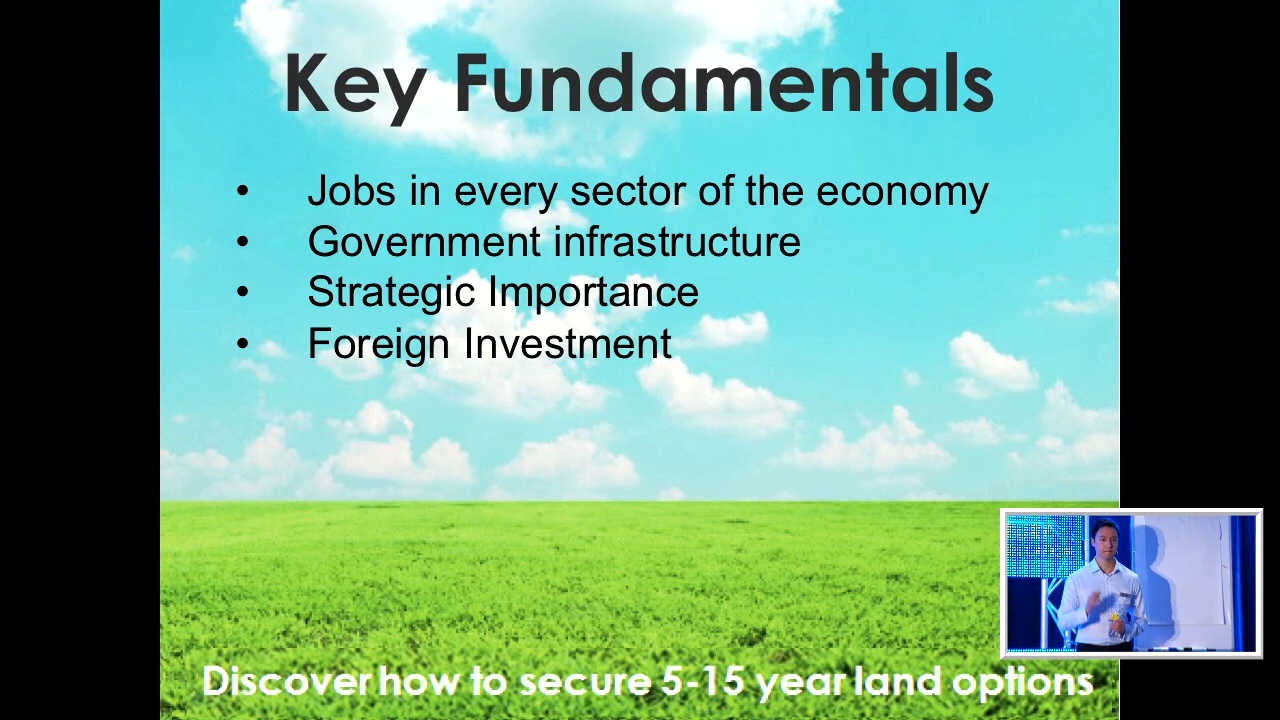 Key Fundamentals
• Jobs in every sector of the economy
• Government infrastructure
• Strategic Importance
• Foreign Investment
Discover how to secure 5-15 year land options